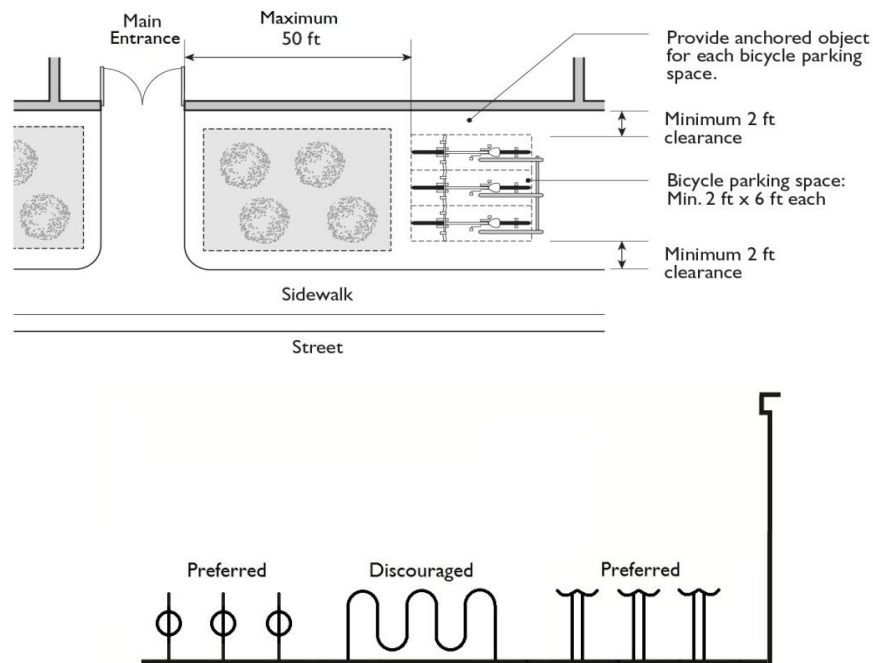 Main
Entrance
Maximum
50 ft
Provide anchored object
for each bicycle parking
space.
Minimum 2 ft
clearance
Bicycle parking space:
Min. 2 ft x 6 ft each
Minimum 2 ft
clearance
Sidewalk
Street
Preferred
Discouraged
Preferred